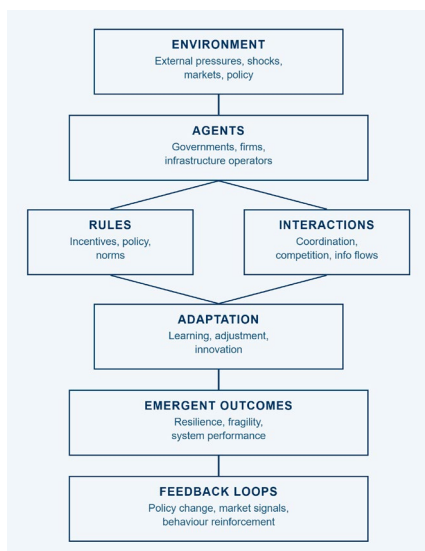 ENVIRONMENT
External pressures, shocks,
markets, policy
AGENTS
Governments, firms,
infrastructure operators
RULES
Incentives, policy,
norms
INTERACTIONS
Coordination,
competition, info flows
ADAPTATION
Learning, adjustment,
innovation
EMERGENT OUTCOMES
Resilience, fragility,
system performance
FEEDBACK LOOPS
Policy change, market signals,
behaviour reinforcement